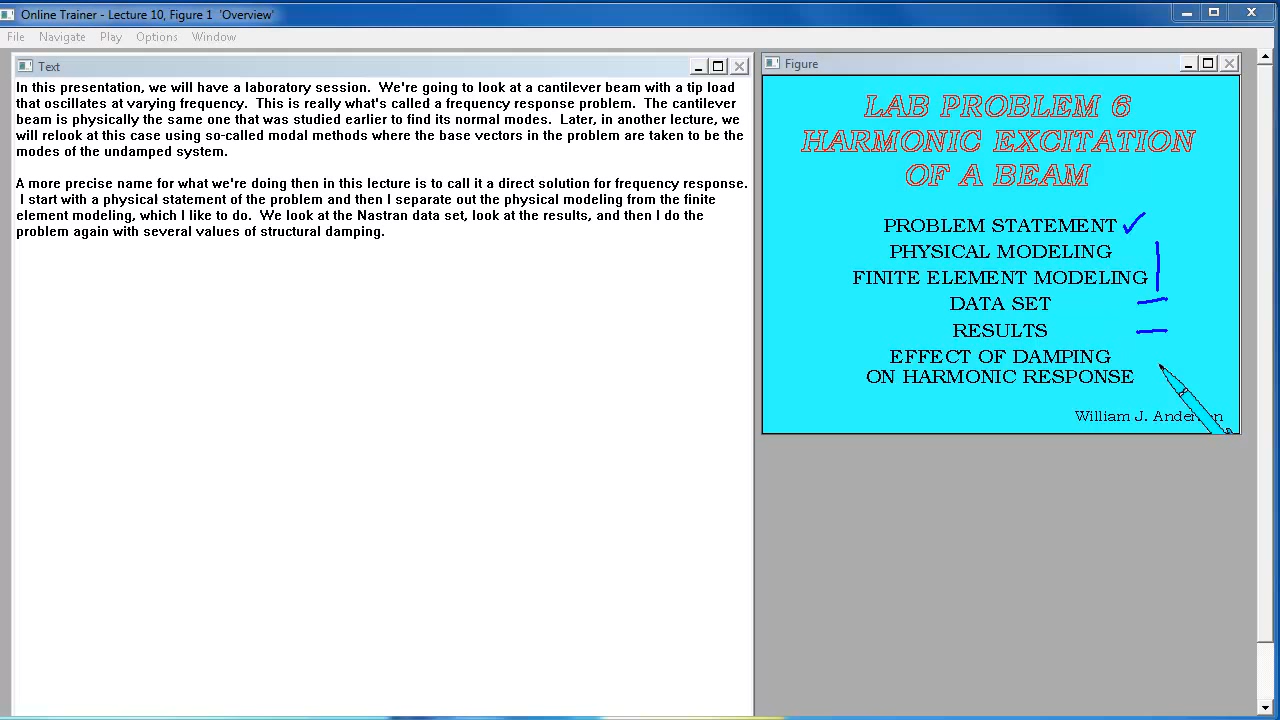 Online Trainer - Lecture 10, Figure 1 'Overview'
File Navigate Play Options Window
Text
In this presentation, we will have a laboratory session. We're going to look at a cantilever beam with a tip load
that oscillates at varying frequency. This is really what's called a frequency response problem. The cantilever
beam is physically the same one that was studied earlier to find its normal modes. Later, in another lecture, we
will relook at this case using so-called modal methods where the base vectors in the problem are taken to be the
modes of the undamped system.
A more precise name for what we're doing then in this lecture is to call it a direct solution for frequency response.
I start with a physical statement of the problem and then I separate out the physical modeling from the finite
element modeling, which I like to do. We look at the Nastran data set, look at the results, and then I do the
problem again with several values of structural damping.
Figure
LAB PROBLEM 6
HARMONIC EXCITATION
OF A BEAM
PROBLEM STATEMENT
PHYSICAL MODELING
FINITE ELEMENT MODELING
DATA SET
RESULTS
EFFECT OF DAMPING
ON HARMONIC RESPONSE
William J.